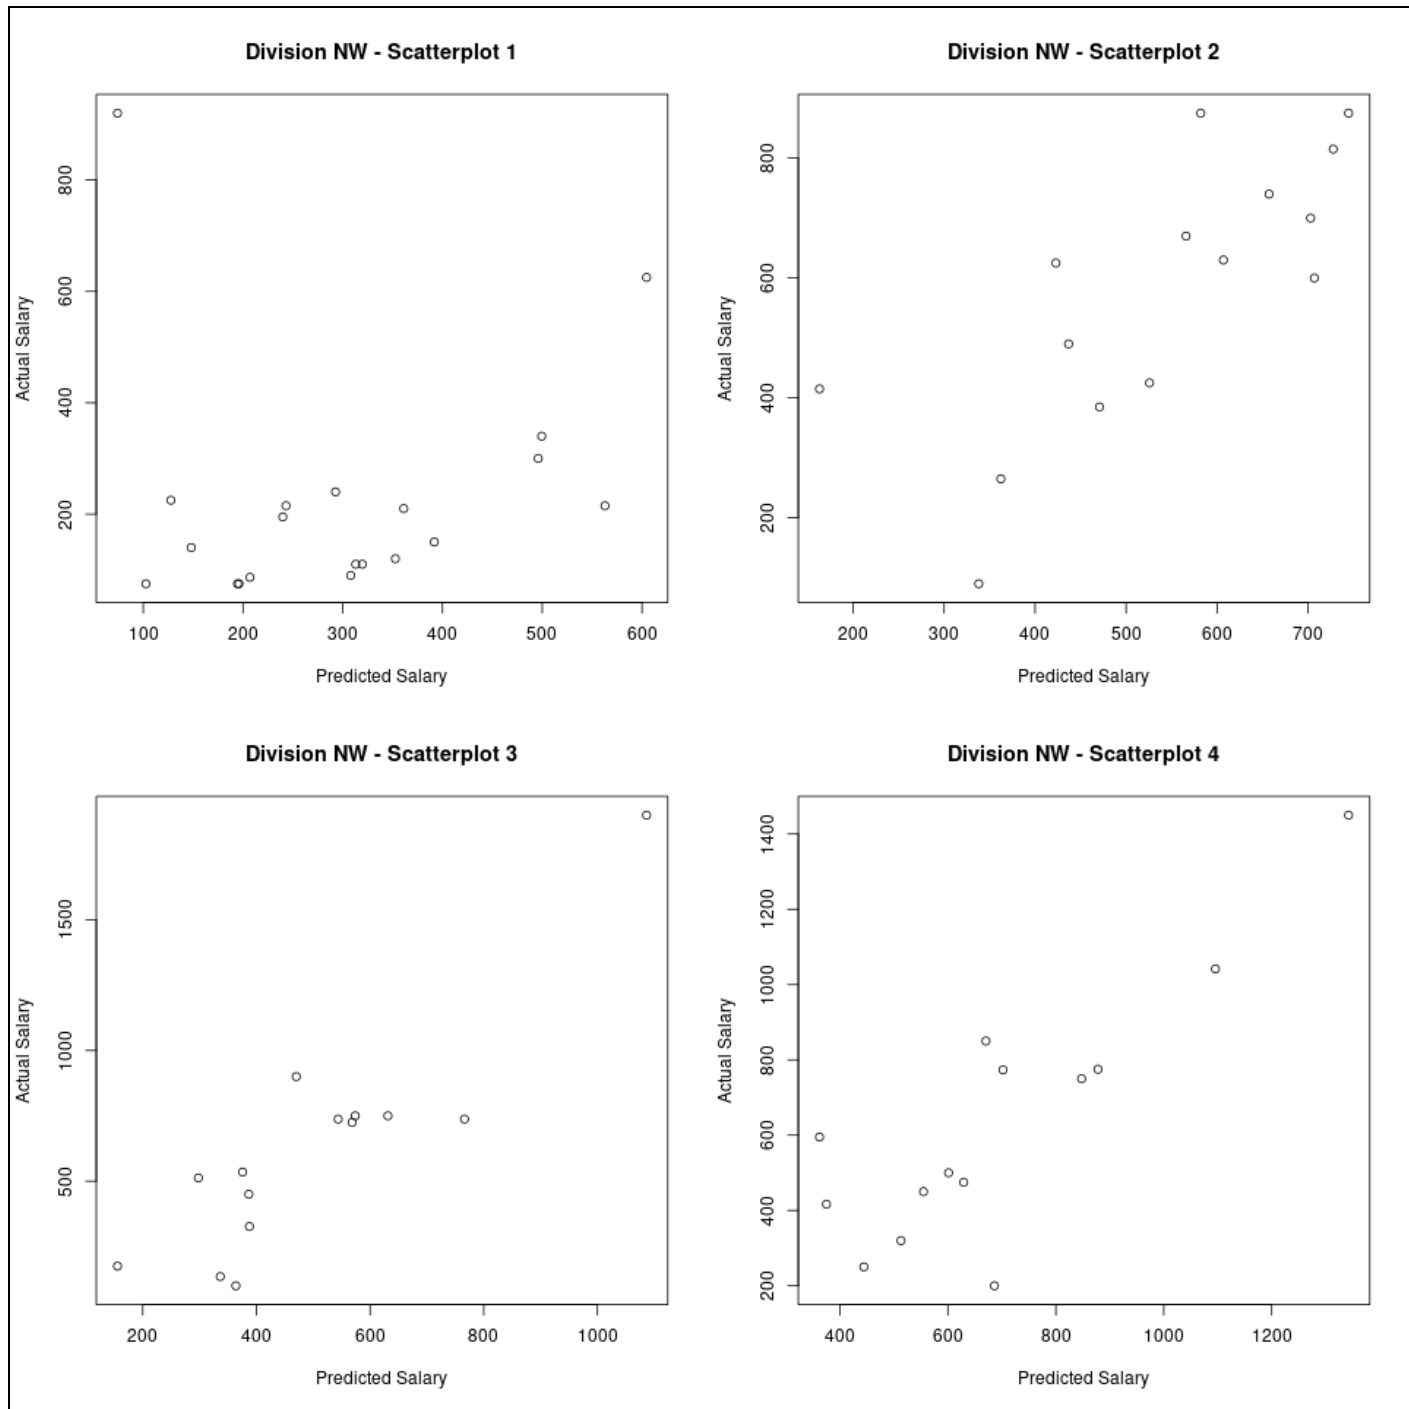 Division NW - Scatterplot 1
Actual Salary
800
600
400
200
100 200 300 400 500 600
Predicted Salary
Division NW - Scatterplot 2
Actual Salary
800
600
400
200
200 300 400 500 600 700
Predicted Salary
Division NW - Scatterplot 3
Actual Salary
1500
1000
500
200 400 600 800 1000
Predicted Salary
Division NW - Scatterplot 4
Actual Salary
1400
1200
1000
800
600
400
200
400 600 800 1000 1200
Predicted Salary